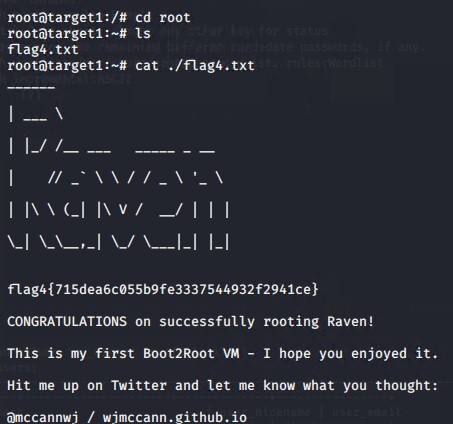 root@target1:/# cd root
root@target1:~# ls
flag4.txt
root@target1:~# cat ./flag4.txt
______
| ___ \
| |_/ /__ ___   _____ _ __
|    // _` \ \ / / _ \ '_ \
| |\ \ (_| |\ V /  __/ | | |
\_| \_\__,_| \_/ \___|_| |_|
flag4{715dea6c055b9fe3337544932f2941ce}
CONGRATULATIONS on successfully rooting Raven!
This is my first Boot2Root VM - I hope you enjoyed it.
Hit me up on Twitter and let me know what you thought:
@mccannwj / wjmccann.github.io